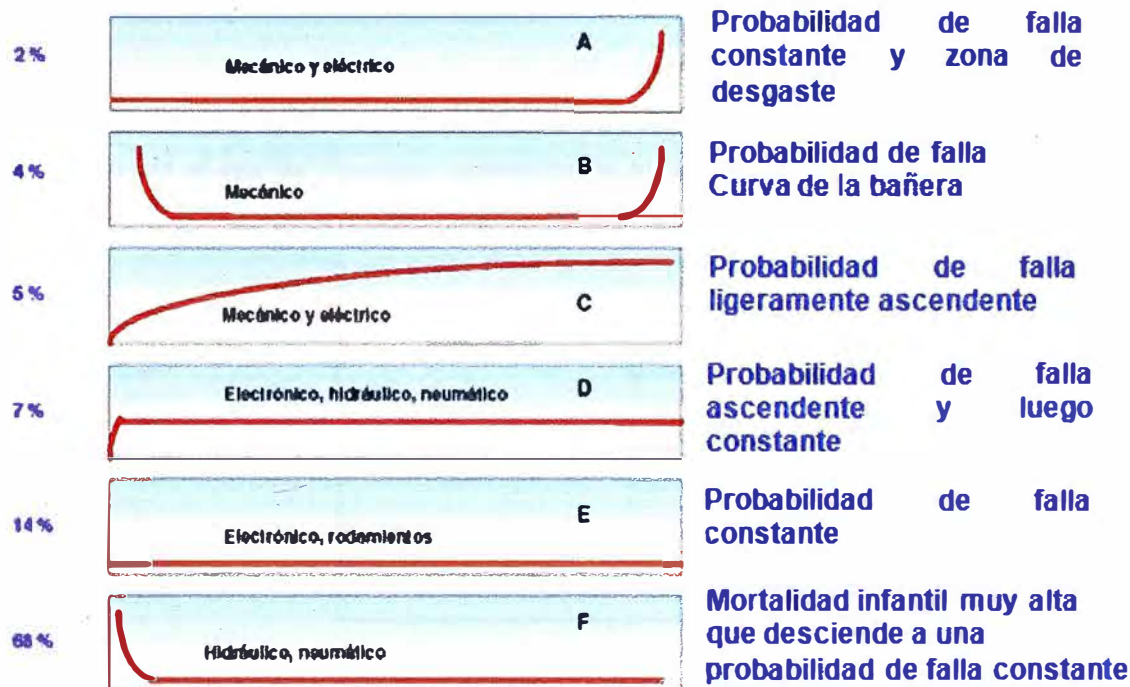 2 %
Mecánico y eléctrico
A
Probabilidad de falla
constante y zona de
desgaste
4 %
Mecánico
B
Probabilidad de falla
Curva de la bañera
5 %
Mecánico y eléctrico
C
Probabilidad de falla
ligeramente ascendente
7 %
Electrónico, hidráulico, neumático
D
Probabilidad de falla
ascendente y luego
constante
14 %
Electrónico, rodamientos
E
Probabilidad de falla
constante
68 %
Hidráulico, neumático
F
Mortalidad infantil muy alta
que desciende a una
probabilidad de falla constante